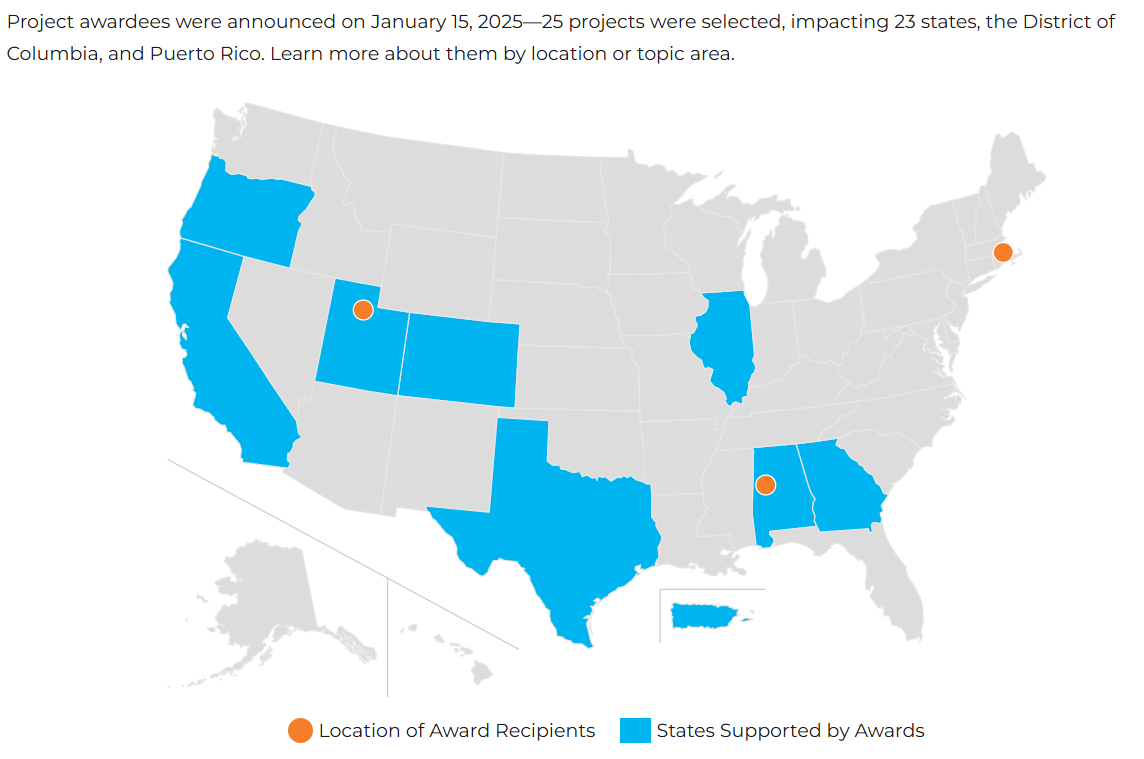 Project awardees were announced on January 15, 2025—25 projects were selected, impacting 23 states, the District of
Columbia, and Puerto Rico. Learn more about them by location or topic area.
Location of Award Recipients
States Supported by Awards